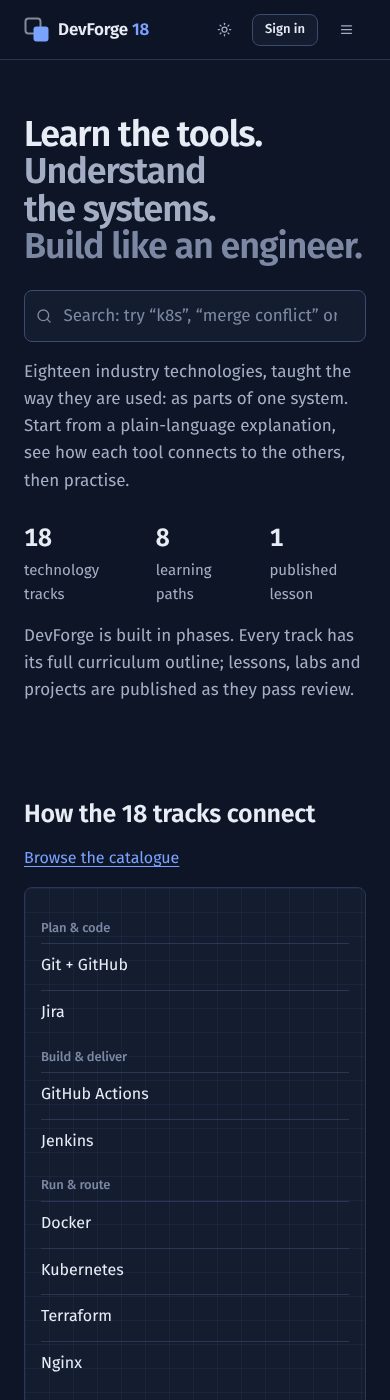 DevForge 18
Sign in
Learn the tools.
Understand
the systems.
Build like an engineer.
Search: try “k8s”, “merge conflict” or
Eighteen industry technologies, taught the
way they are used: as parts of one system.
Start from a plain-language explanation,
see how each tool connects to the others,
then practise.
18
technology
tracks
8
learning
paths
1
published
lesson
DevForge is built in phases. Every track has
its full curriculum outline; lessons, labs and
projects are published as they pass review.
How the 18 tracks connect
Browse the catalogue
Plan & code
Git + GitHub
Jira
Build & deliver
GitHub Actions
Jenkins
Run & route
Docker
Kubernetes
Terraform
Nginx